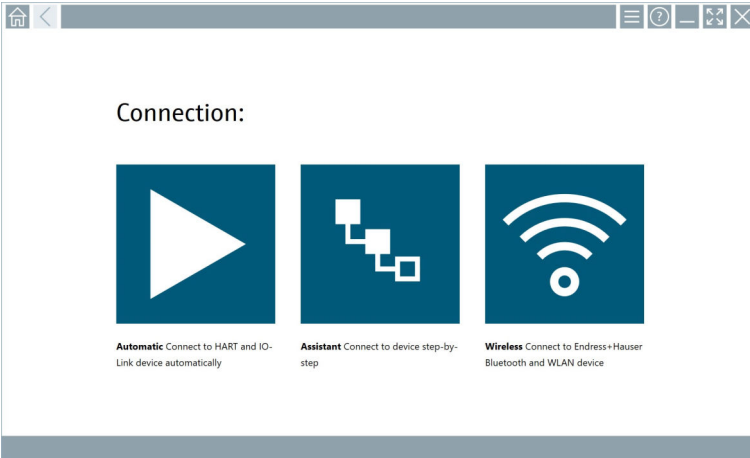 Connection:
Automatic Connect to HART and IO-
Link device automatically
Assistant Connect to device step-by-
step
Wireless Connect to Endress+Hauser
Bluetooth and WLAN device